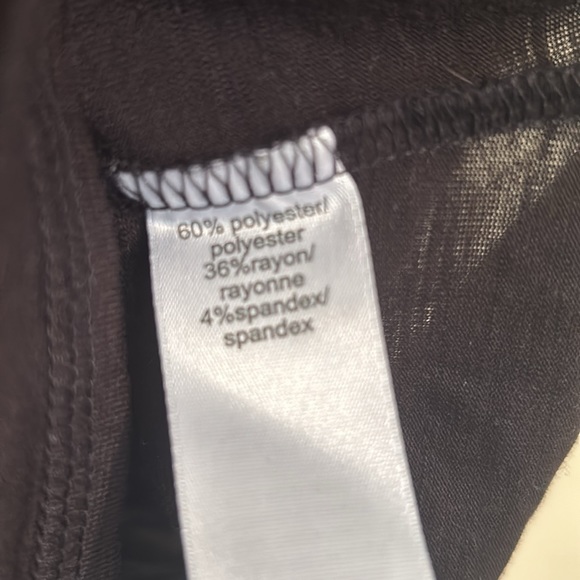 60% polyester/
polyester
36%rayon/
rayonne
4%spandex/
spandex